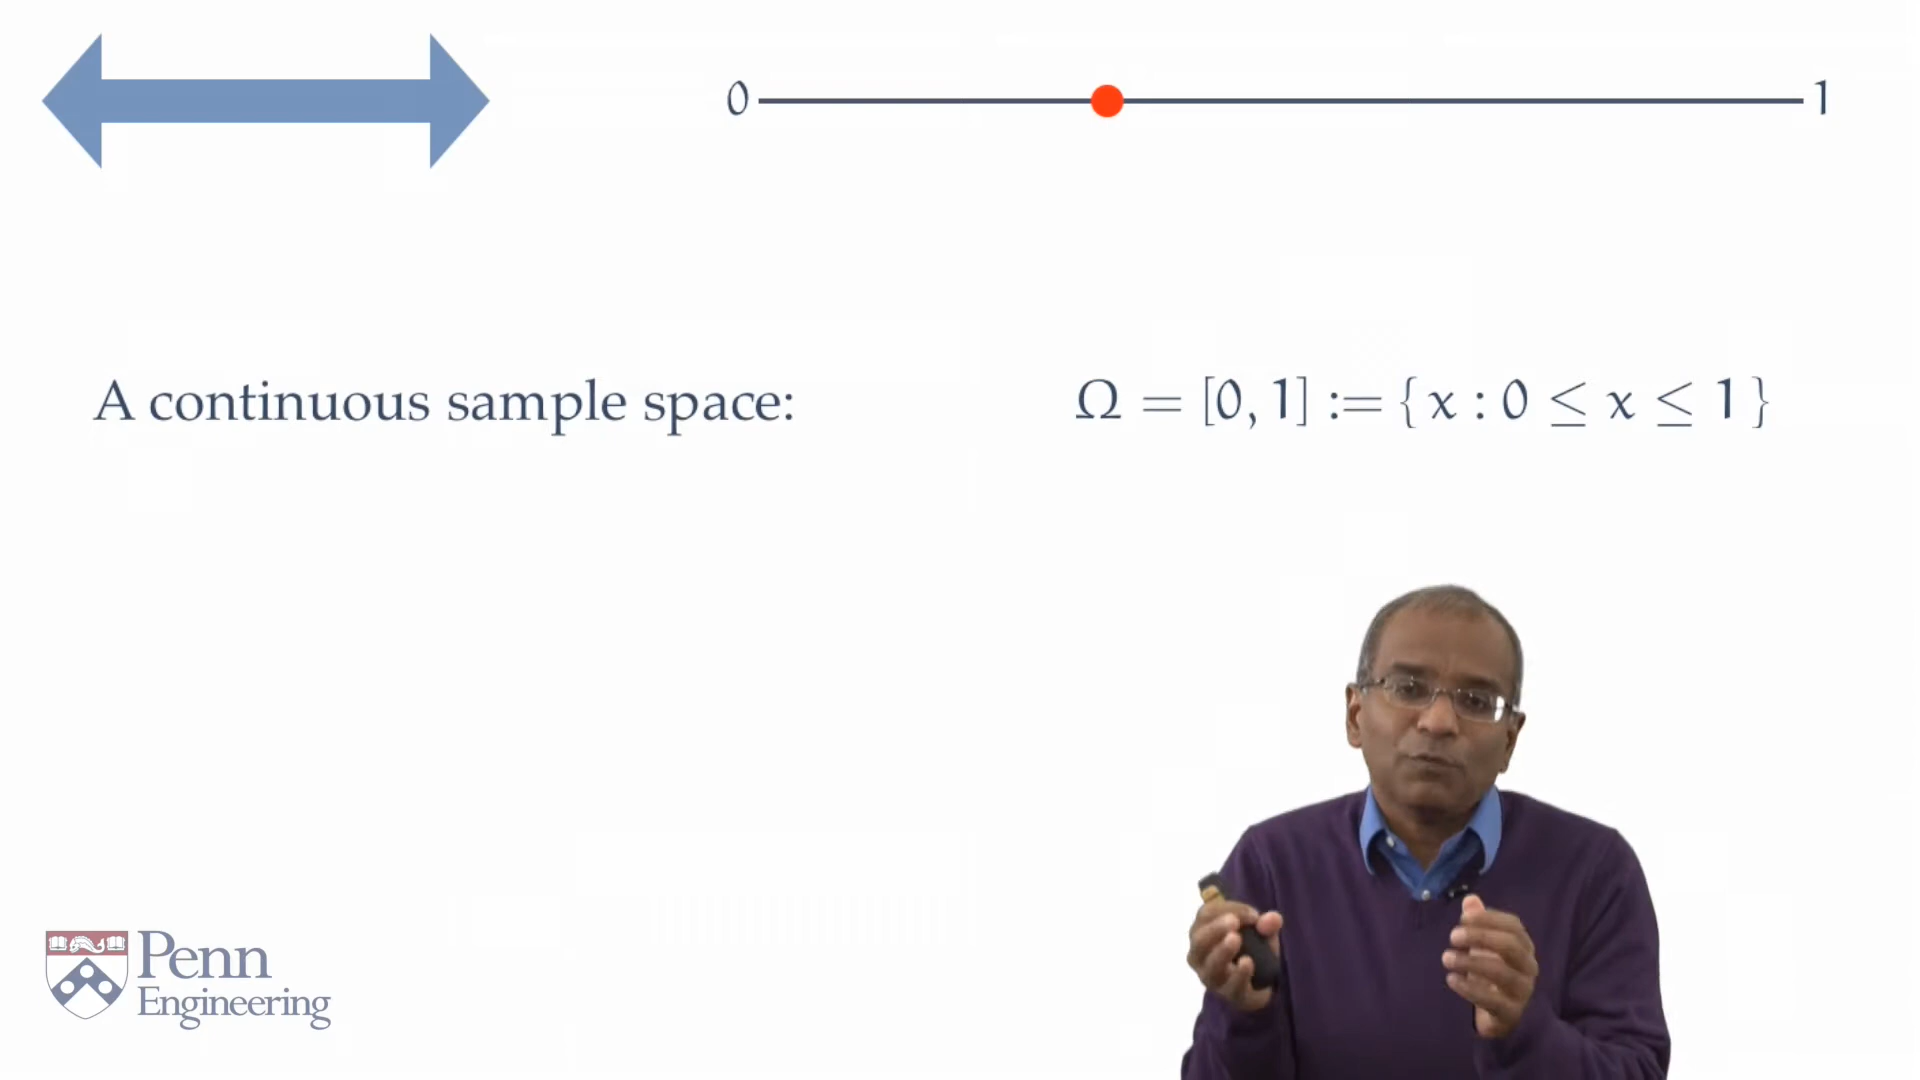 0 1
A continuous sample space: Ω = [0, 1] := { x : 0 ≤ x ≤ 1 }
Penn
Engineering